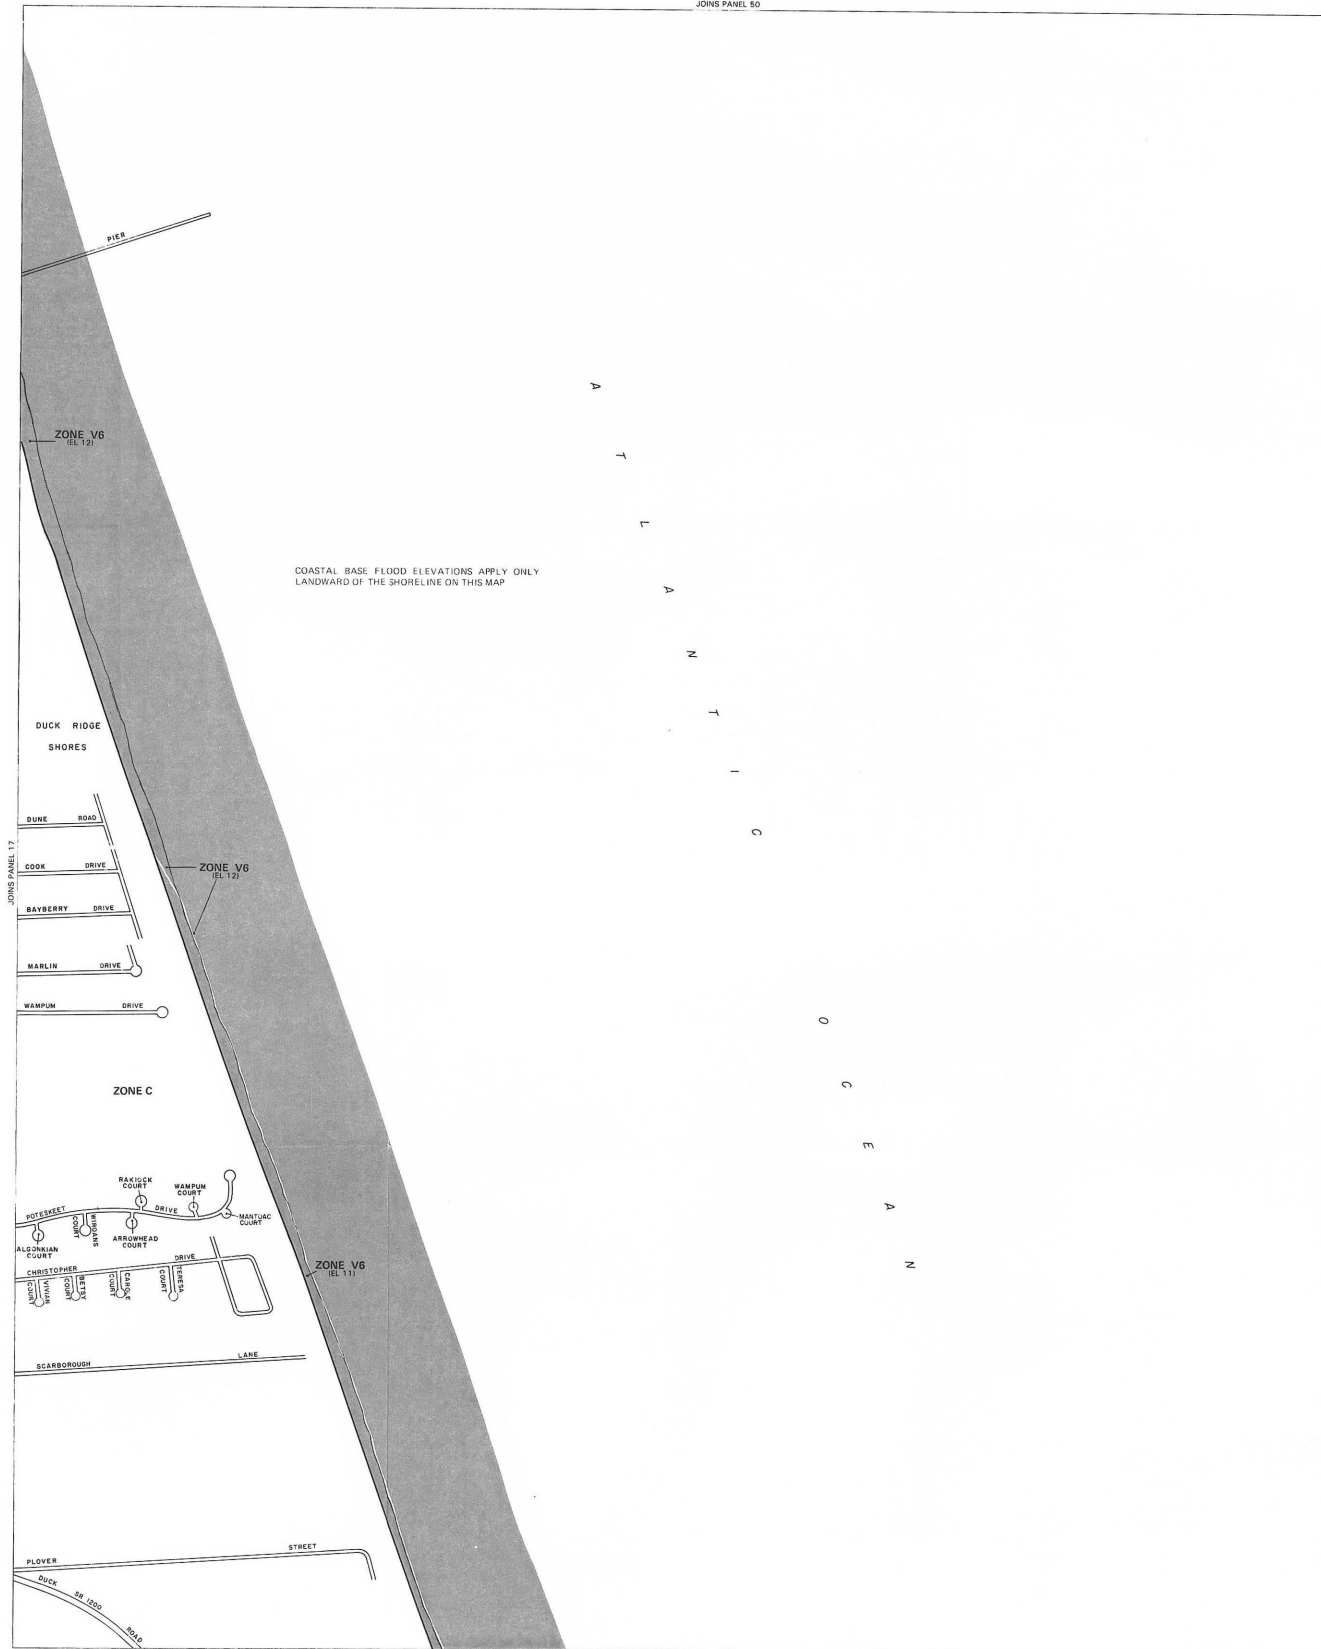 JOINS PANEL 50
PIER
ZONE V6
(EL 12)
ATLANTIC
COASTAL BASE FLOOD ELEVATIONS APPLY ONLY
LANDWARD OF THE SHORELINE ON THIS MAP
DUCK RIDGE
SHORES
DUNE ROAD
JOINS PANEL 17
COOK DRIVE
ZONE V6
(EL 12)
BAYBERRY DRIVE
MARLIN DRIVE
WAMPUM DRIVE
OCEAN
ZONE C
RAKIOCK
COURT
WAMPUM
COURT
POTESKEET DRIVE
WINGANS
COURT
MANTOAC
COURT
ARROWHEAD
COURT
ALGONKIAN
COURT
CHRISTOPHER DRIVE
VIVIAN
COURT
BETSY
COURT
CAROLE
COURT
TERESA
COURT
ZONE V6
(EL 11)
SCARBOROUGH LANE
PLOVER STREET
DUCK SR 1200 ROAD